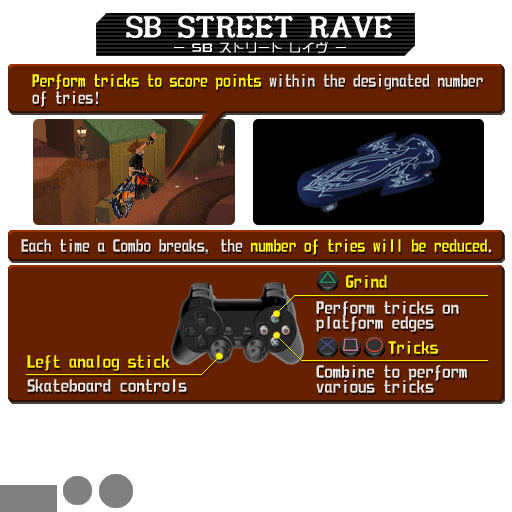 SB STREET RAVE
— SB ストリート レイヴ —
Perform tricks to score points within the designated number
of tries!
Each time a Combo breaks, the number of tries will be reduced.
Grind
Perform tricks on
platform edges
Tricks
Combine to perform
various tricks
Left analog stick
Skateboard controls